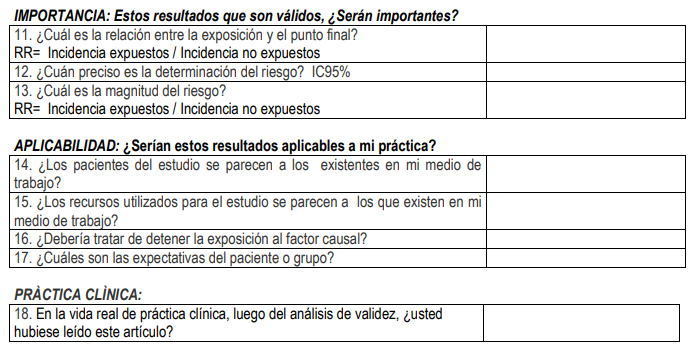 IMPORTANCIA: Estos resultados que son válidos, ¿Serán importantes?
11. ¿Cuál es la relación entre la exposición y el punto final?
RR= Incidencia expuestos / Incidencia no expuestos
12. ¿Cuán preciso es la determinación del riesgo? IC95%
13. ¿Cuál es la magnitud del riesgo?
RR= Incidencia expuestos / Incidencia no expuestos
APLICABILIDAD: ¿Serían estos resultados aplicables a mi práctica?
14. ¿Los pacientes del estudio se parecen a los existentes en mi medio de
trabajo?
15. ¿Los recursos utilizados para el estudio se parecen a los que existen en mi
medio de trabajo?
16. ¿Debería tratar de detener la exposición al factor causal?
17. ¿Cuáles son las expectativas del paciente o grupo?
PRÀCTICA CLÌNICA:
18. En la vida real de práctica clínica, luego del análisis de validez, ¿usted
hubiese leído este artículo?